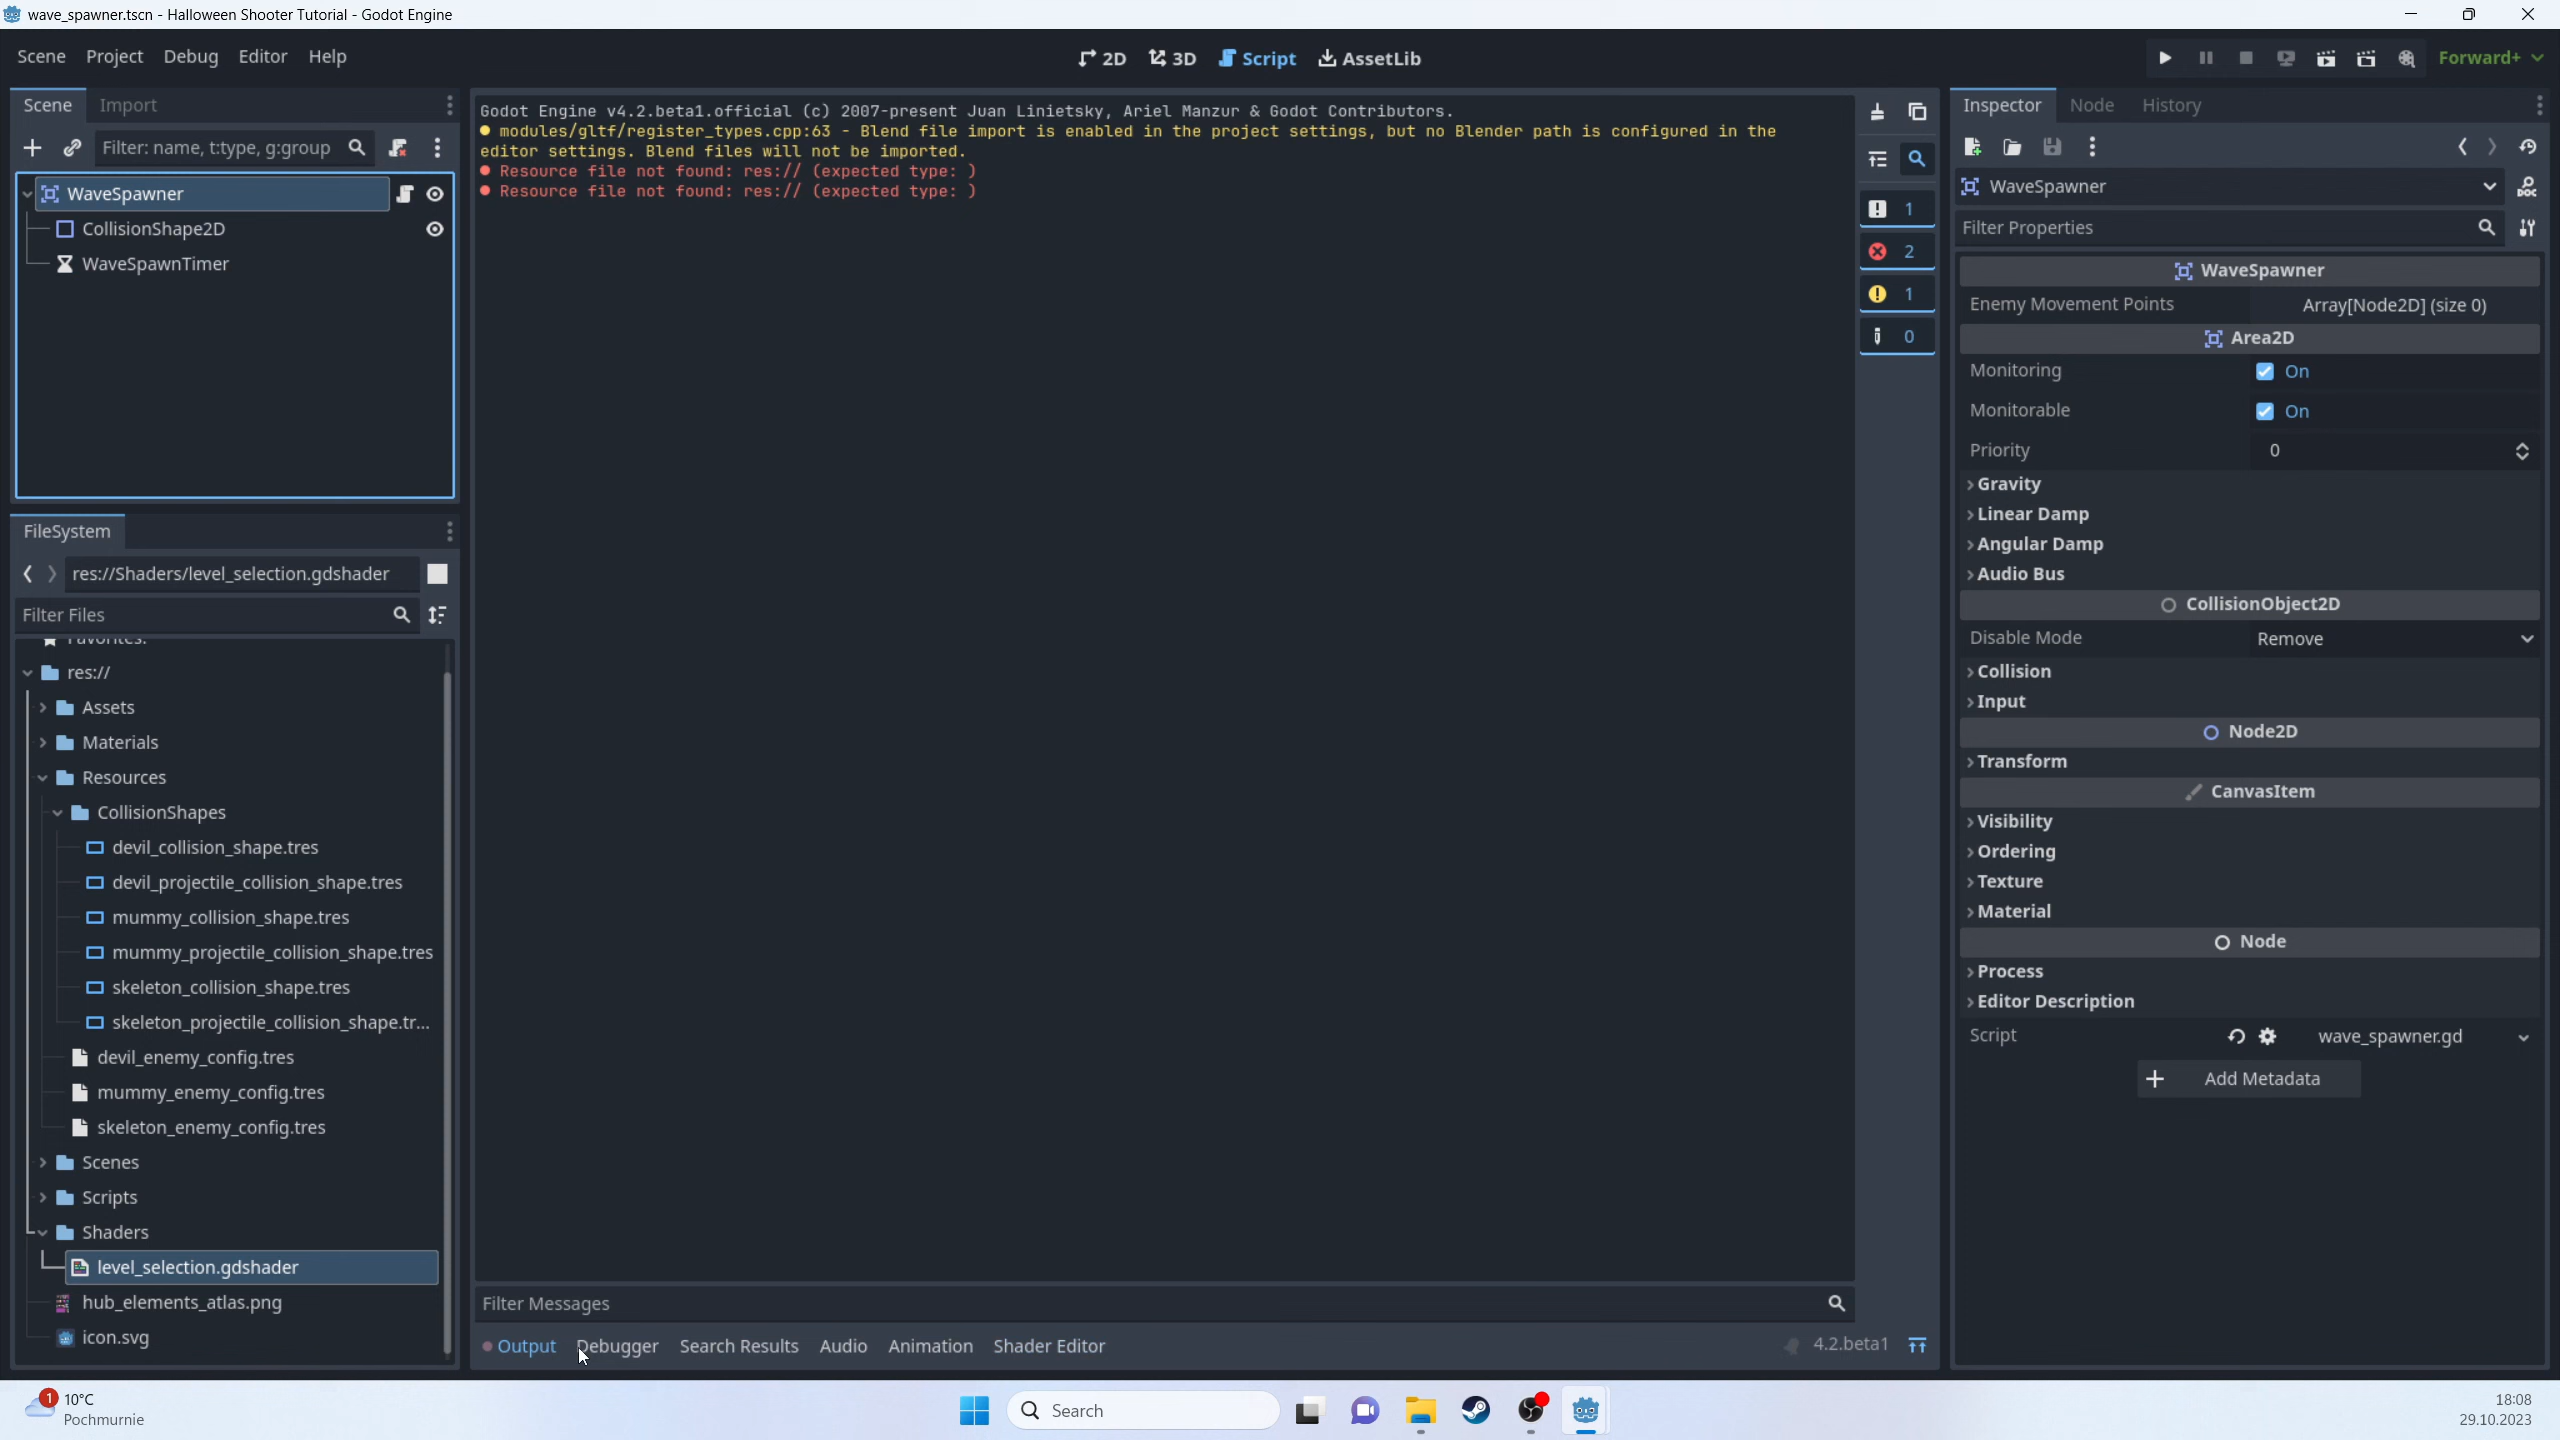 wave_spawner.tscn - Halloween Shooter Tutorial - Godot Engine
Scene Project Debug Editor Help
2D 3D Script AssetLib
Forward+
Scene Import
Filter: name, t:type, g:group
WaveSpawner
CollisionShape2D
WaveSpawnTimer
FileSystem
res://Shaders/level_selection.gdshader
Filter Files
Favorites:
res://
Assets
Materials
Resources
CollisionShapes
devil_collision_shape.tres
devil_projectile_collision_shape.tres
mummy_collision_shape.tres
mummy_projectile_collision_shape.tres
skeleton_collision_shape.tres
skeleton_projectile_collision_shape.tr...
devil_enemy_config.tres
mummy_enemy_config.tres
skeleton_enemy_config.tres
Scenes
Scripts
Shaders
level_selection.gdshader
hub_elements_atlas.png
icon.svg
Godot Engine v4.2.beta1.official (c) 2007-present Juan Linietsky, Ariel Manzur & Godot Contributors.
modules/gltf/register_types.cpp:63 - Blend file import is enabled in the project settings, but no Blender path is configured in the
editor settings. Blend files will not be imported.
Resource file not found: res:// (expected type: )
Resource file not found: res:// (expected type: )
1
2
1
0
Filter Messages
Output Debugger Search Results Audio Animation Shader Editor
4.2.beta1
Inspector Node History
WaveSpawner
DOC
Filter Properties
WaveSpawner
Enemy Movement Points Array[Node2D] (size 0)
Area2D
Monitoring On
Monitorable On
Priority 0
Gravity
Linear Damp
Angular Damp
Audio Bus
CollisionObject2D
Disable Mode Remove
Collision
Input
Node2D
Transform
CanvasItem
Visibility
Ordering
Texture
Material
Node
Process
Editor Description
Script wave_spawner.gd
Add Metadata
1 10°C
Pochmurnie
Search
18:08
29.10.2023